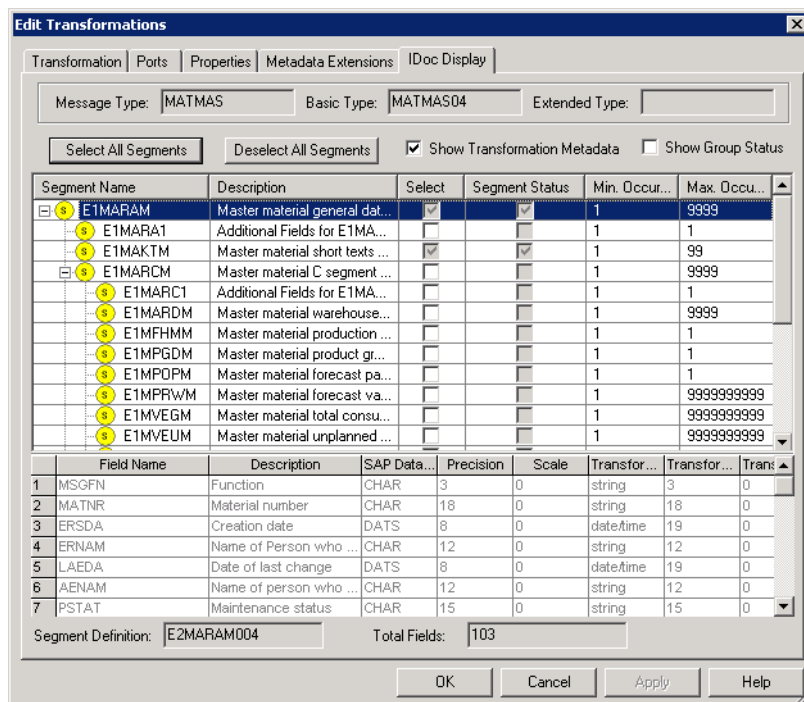 Edit Transformations
Transformation Ports Properties Metadata Extensions IDoc Display
Message Type: MATMAS Basic Type: MATMAS04 Extended Type:
Select All Segments Deselect All Segments Show Transformation Metadata Show Group Status
Segment Name Description Select Segment Status Min. Occur... Max. Occu...
E1MARAM Master material general dat... 1 9999
E1MARA1 Additional Fields for E1MA... 1 1
E1MAKTM Master material short texts ... 1 99
E1MARCM Master material C segment ... 1 9999
E1MARC1 Additional Fields for E1MA... 1 1
E1MARDM Master material warehouse... 1 9999
E1MFHMM Master material production ... 1 1
E1MPGDM Master material product gr... 1 1
E1MPOPM Master material forecast pa... 1 1
E1MPRWM Master material forecast va... 1 9999999999
E1MVEGM Master material total consu... 1 9999999999
E1MVEUM Master material unplanned ... 1 9999999999
Field Name Description SAP Data... Precision Scale Transfor... Transfor... Trans
1 MSGFN Function CHAR 3 0 string 3 0
2 MATNR Material number CHAR 18 0 string 18 0
3 ERSDA Creation date DATS 8 0 date/time 19 0
4 ERNAM Name of Person who ... CHAR 12 0 string 12 0
5 LAEDA Date of last change DATS 8 0 date/time 19 0
6 AENAM Name of person who ... CHAR 12 0 string 12 0
7 PSTAT Maintenance status CHAR 15 0 string 15 0
Segment Definition: E2MARAM004 Total Fields: 103
OK Cancel Apply Help